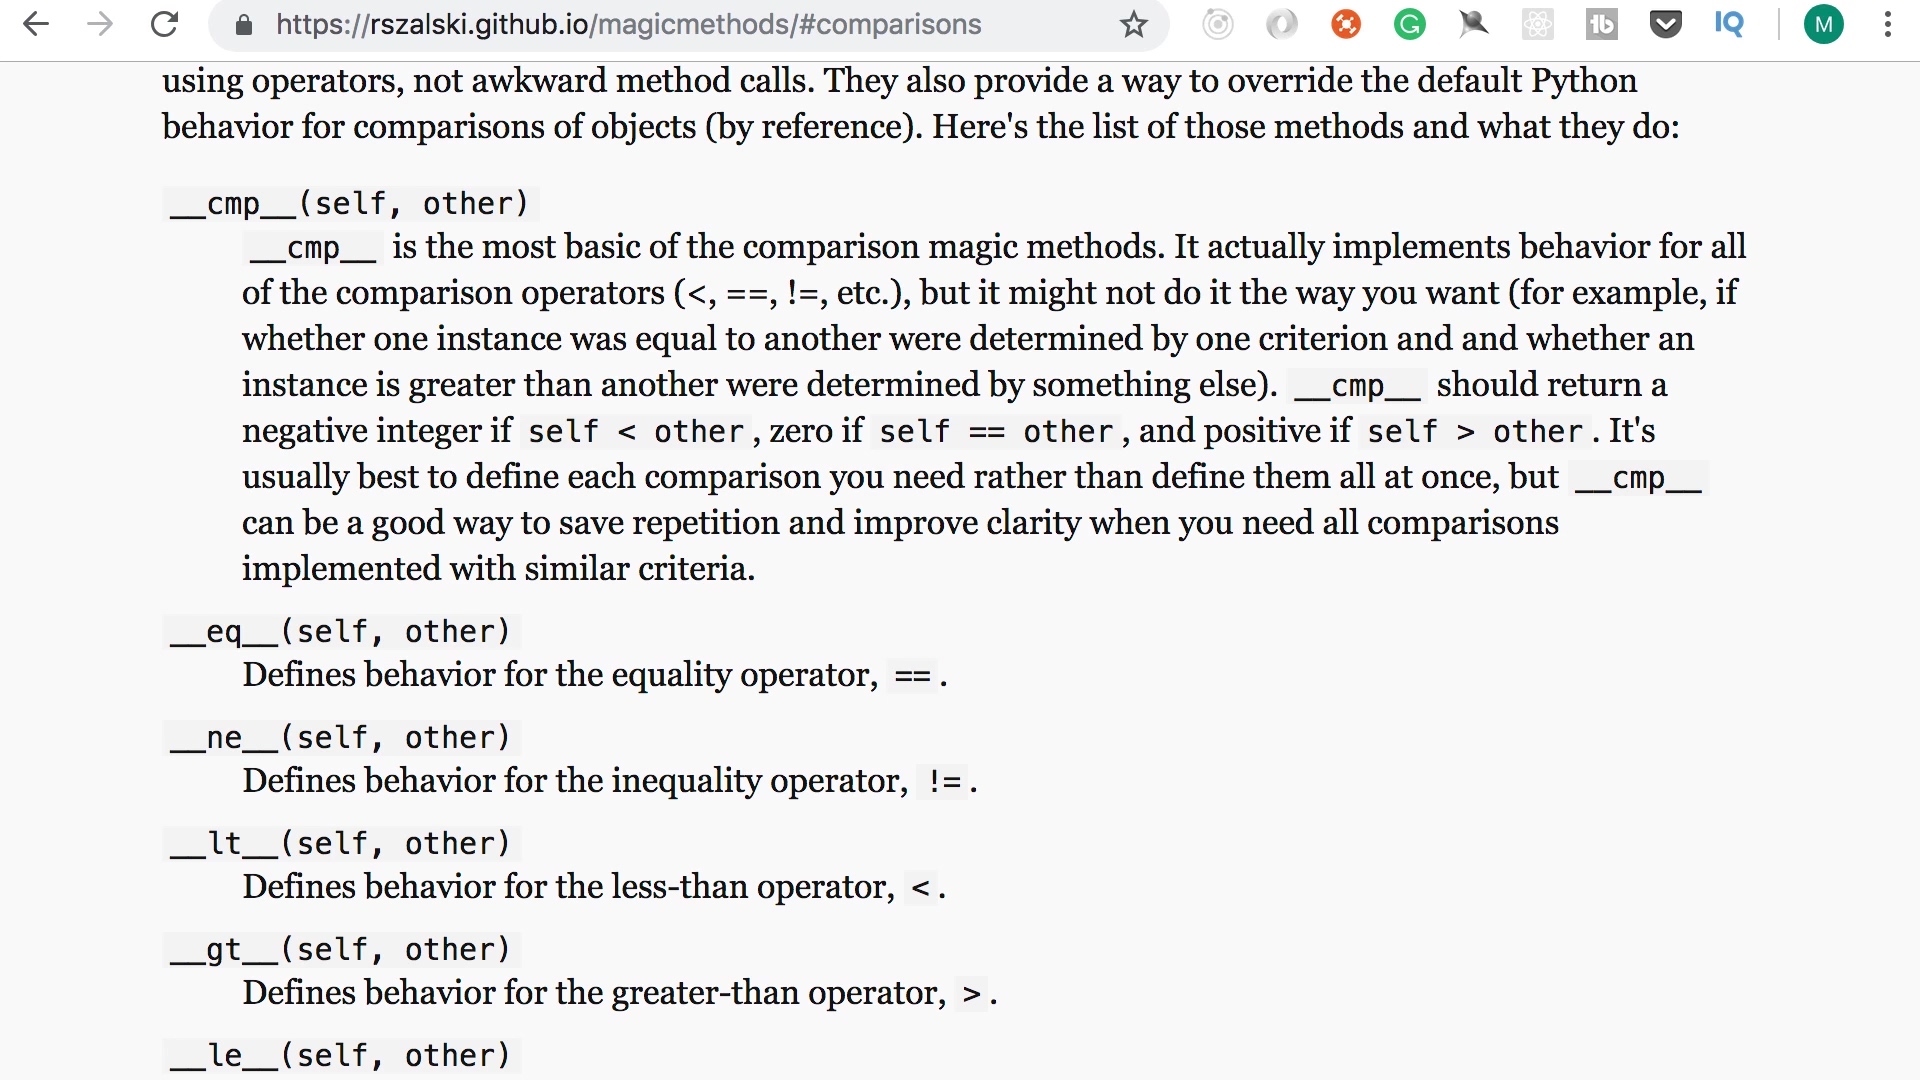 https://rszalski.github.io/magicmethods/#comparisons
G
tb
IQ
M
using operators, not awkward method calls. They also provide a way to override the default Python
behavior for comparisons of objects (by reference). Here's the list of those methods and what they do:
__cmp__(self, other)
__cmp__ is the most basic of the comparison magic methods. It actually implements behavior for all
of the comparison operators (<, ==, !=, etc.), but it might not do it the way you want (for example, if
whether one instance was equal to another were determined by one criterion and and whether an
instance is greater than another were determined by something else). __cmp__ should return a
negative integer if self < other, zero if self == other, and positive if self > other. It's
usually best to define each comparison you need rather than define them all at once, but __cmp__
can be a good way to save repetition and improve clarity when you need all comparisons
implemented with similar criteria.
__eq__(self, other)
Defines behavior for the equality operator, ==.
__ne__(self, other)
Defines behavior for the inequality operator, !=.
__lt__(self, other)
Defines behavior for the less-than operator, <.
__gt__(self, other)
Defines behavior for the greater-than operator, >.
__le__(self, other)